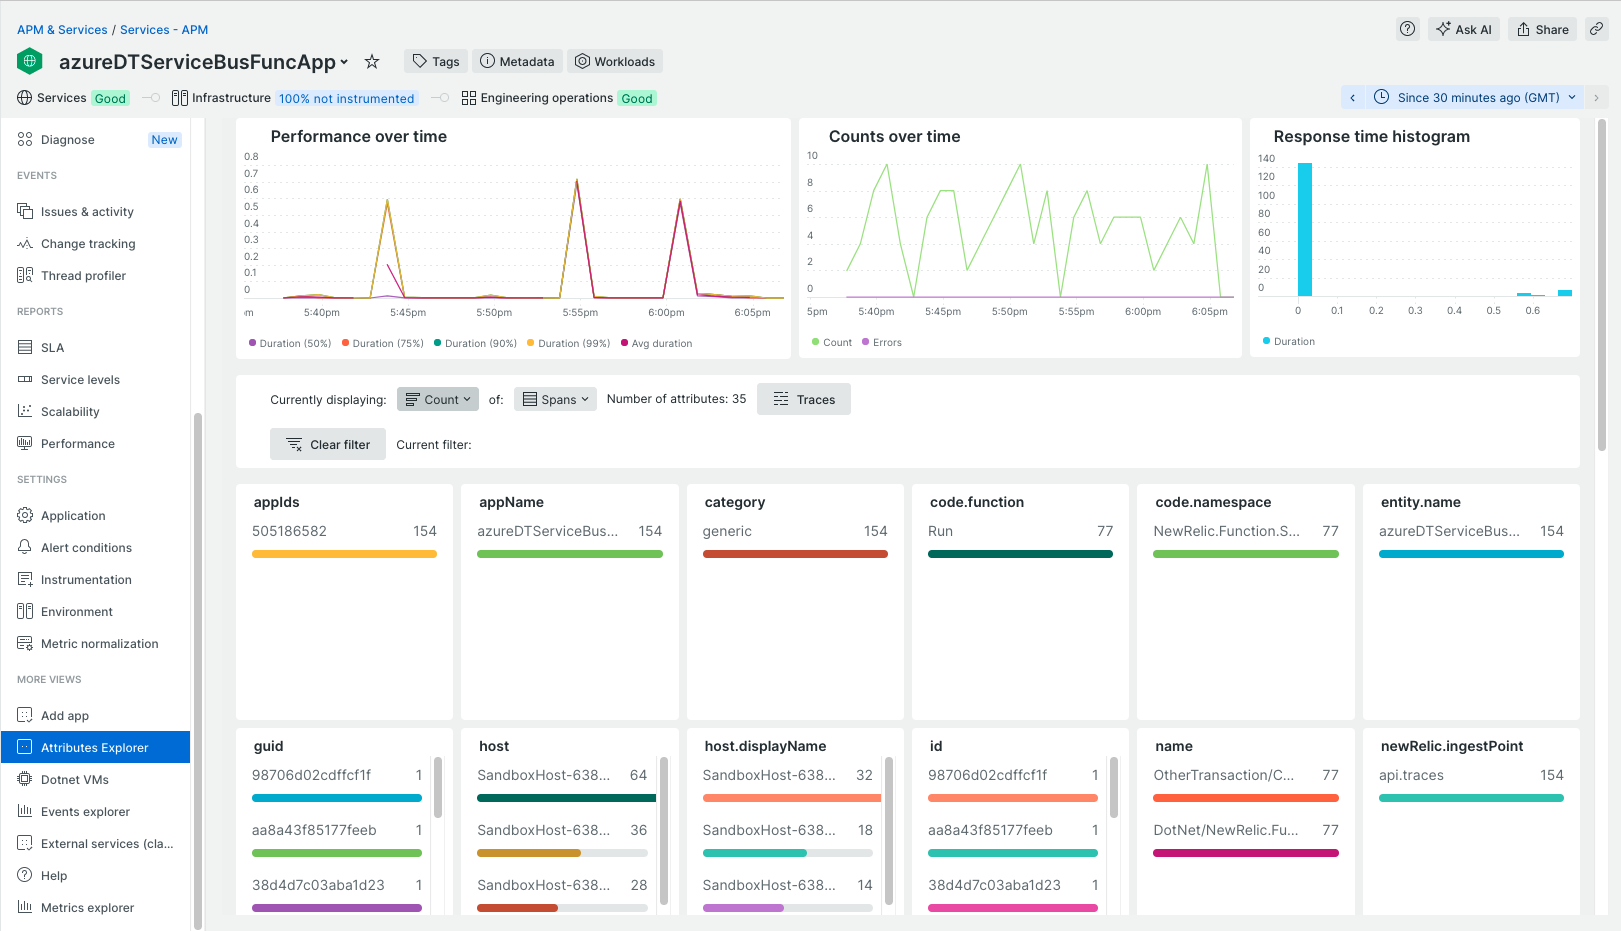 APM & Services / Services - APM
Ask AI
Share
azureDTServiceBusFuncApp
Tags
Metadata
Workloads
Services Good
Infrastructure 100% not instrumented
Engineering operations Good
Since 30 minutes ago (GMT)
Diagnose New
EVENTS
Issues & activity
Change tracking
Thread profiler
REPORTS
SLA
Service levels
Scalability
Performance
SETTINGS
Application
Alert conditions
Instrumentation
Environment
Metric normalization
MORE VIEWS
Add app
Attributes Explorer
Dotnet VMs
Events explorer
External services (cla...
Help
Metrics explorer
Performance over time
0.8
0.7
0.6
0.5
0.4
0.3
0.2
0.1
0
5:40pm 5:45pm 5:50pm 5:55pm 6:00pm 6:05pm
Duration (50%) Duration (75%) Duration (90%) Duration (99%) Avg duration
Counts over time
10
8
6
4
2
0
5pm 5:40pm 5:45pm 5:50pm 5:55pm 6:00pm 6:05pm
Count Errors
Response time histogram
140
120
100
80
60
40
20
0
0 0.1 0.2 0.3 0.4 0.5 0.6
Duration
Currently displaying: Count of: Spans Number of attributes: 35 Traces
Clear filter Current filter:
appIds
505186582 154
appName
azureDTServiceBus... 154
category
generic 154
code.function
Run 77
code.namespace
NewRelic.Function.S... 77
entity.name
azureDTServiceBus... 154
guid
98706d02cdffcf1f 1
aa8a43f85177feeb 1
38d4d7c03aba1d23 1
host
SandboxHost-638... 64
SandboxHost-638... 36
SandboxHost-638... 28
host.displayName
SandboxHost-638... 32
SandboxHost-638... 18
SandboxHost-638... 14
id
98706d02cdffcf1f 1
aa8a43f85177feeb 1
38d4d7c03aba1d23 1
name
OtherTransaction/C... 77
DotNet/NewRelic.Fu... 77
newRelic.ingestPoint
api.traces 154